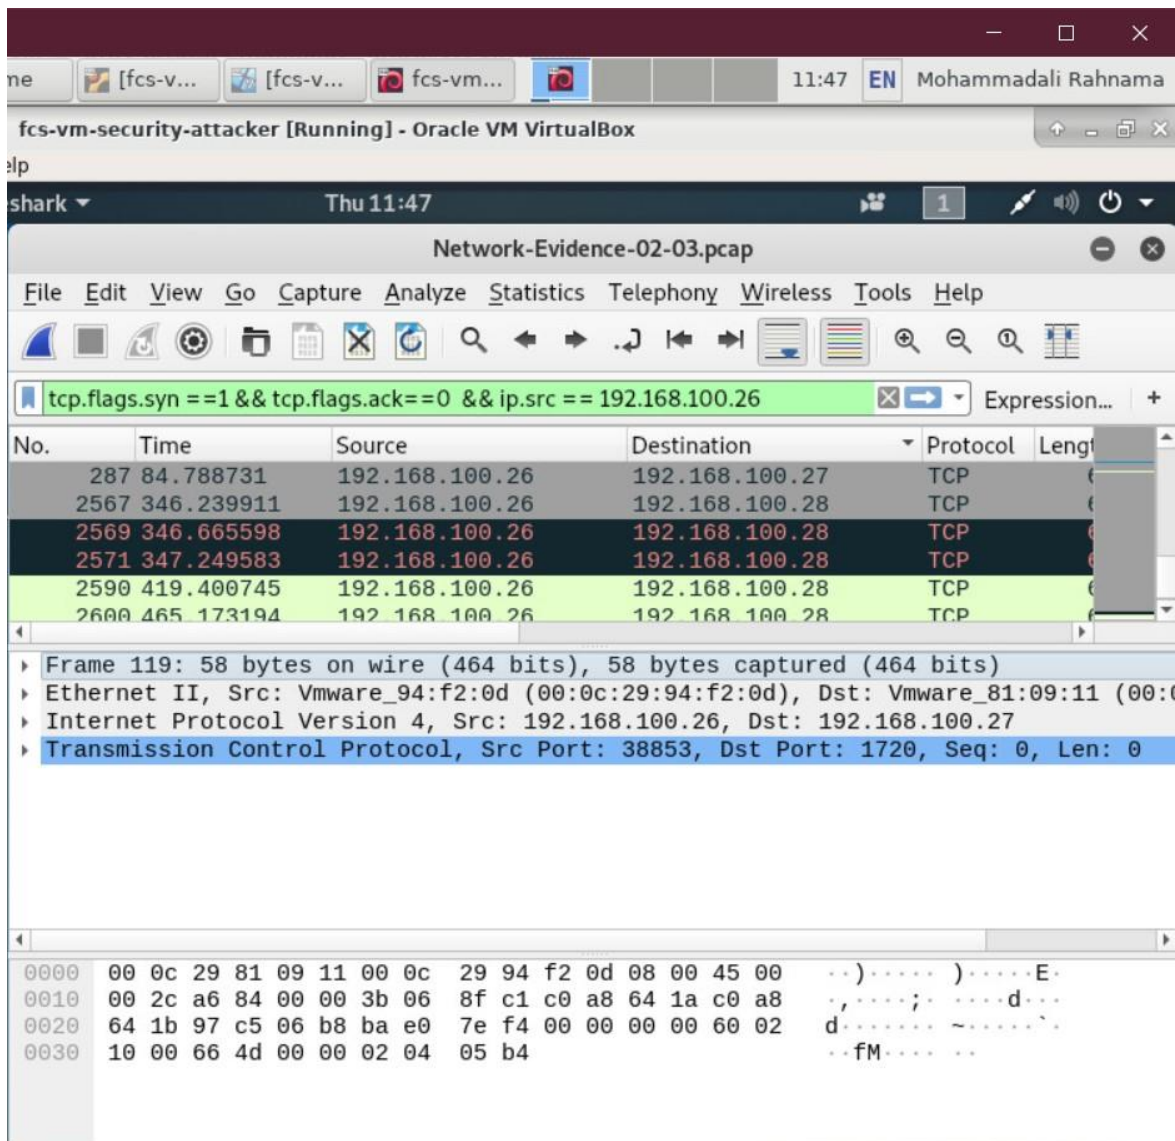 me [fcs-v... [fcs-v... fcs-vm... 11:47 EN Mohammadali Rahnama
fcs-vm-security-attacker [Running] - Oracle VM VirtualBox
elp
shark Thu 11:47 1
Network-Evidence-02-03.pcap
File Edit View Go Capture Analyze Statistics Telephony Wireless Tools Help
tcp.flags.syn ==1 && tcp.flags.ack==0 && ip.src == 192.168.100.26 Expression... +
No. Time Source Destination Protocol Lengt
287 84.788731 192.168.100.26 192.168.100.27 TCP
2567 346.239911 192.168.100.26 192.168.100.28 TCP
2569 346.665598 192.168.100.26 192.168.100.28 TCP
2571 347.249583 192.168.100.26 192.168.100.28 TCP
2590 419.400745 192.168.100.26 192.168.100.28 TCP
2600 465.173194 192.168.100.26 192.168.100.28 TCP
Frame 119: 58 bytes on wire (464 bits), 58 bytes captured (464 bits)
Ethernet II, Src: Vmware_94:f2:0d (00:0c:29:94:f2:0d), Dst: Vmware_81:09:11 (00:0
Internet Protocol Version 4, Src: 192.168.100.26, Dst: 192.168.100.27
Transmission Control Protocol, Src Port: 38853, Dst Port: 1720, Seq: 0, Len: 0
0000 00 0c 29 81 09 11 00 0c 29 94 f2 0d 08 00 45 00 ··)····· )·····E·
0010 00 2c a6 84 00 00 3b 06 8f c1 c0 a8 64 1a c0 a8 ·,····;· ····d···
0020 64 1b 97 c5 06 b8 ba e0 7e f4 00 00 00 00 60 02 d······· ~·····`·
0030 10 00 66 4d 00 00 02 04 05 b4 ··fM···· ··